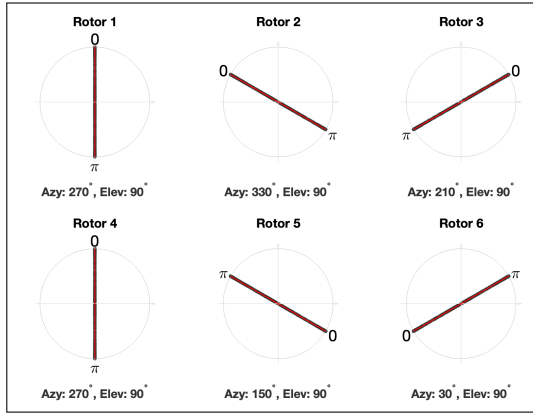 Rotor 1 Rotor 2 Rotor 3
0
0 0
π π
π
Azy: 270°, Elev: 90° Azy: 330°, Elev: 90° Azy: 210°, Elev: 90°
Rotor 4 Rotor 5 Rotor 6
0
π π
0 0
π
Azy: 270°, Elev: 90° Azy: 150°, Elev: 90° Azy: 30°, Elev: 90°